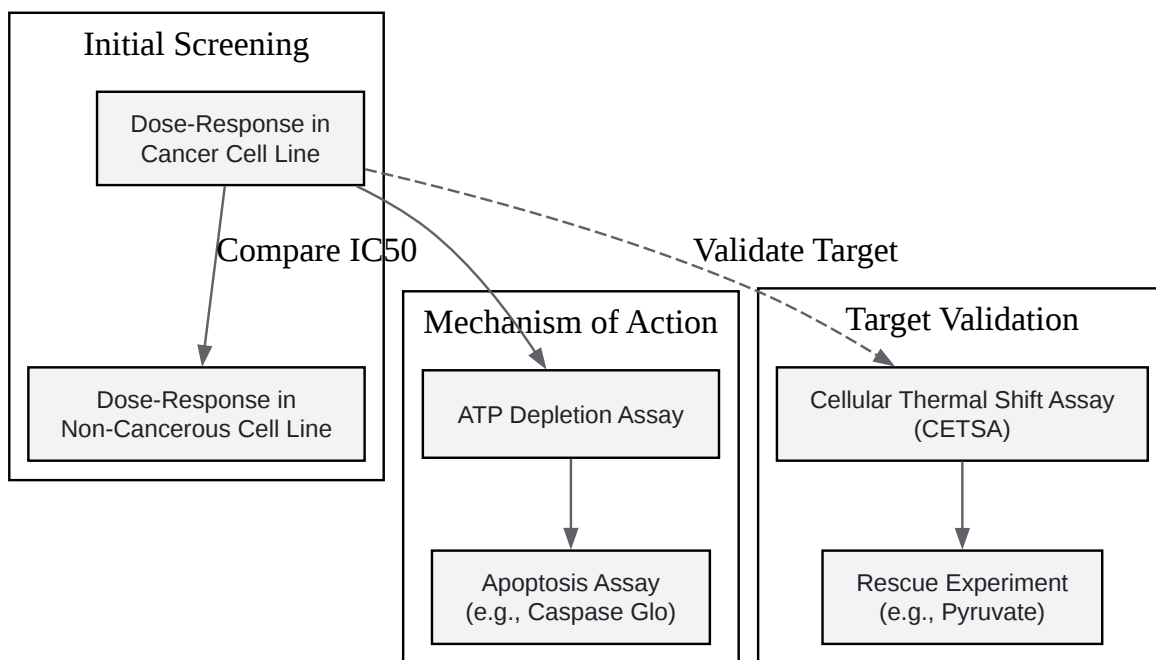 Initial Screening
Dose-Response in
Cancer Cell Line
Compare IC50
Validate Target
Dose-Response in
Non-Cancerous Cell Line
Mechanism of Action
ATP Depletion Assay
Apoptosis Assay
(e.g., Caspase Glo)
Target Validation
Cellular Thermal Shift Assay
(CETSA)
Rescue Experiment
(e.g., Pyruvate)